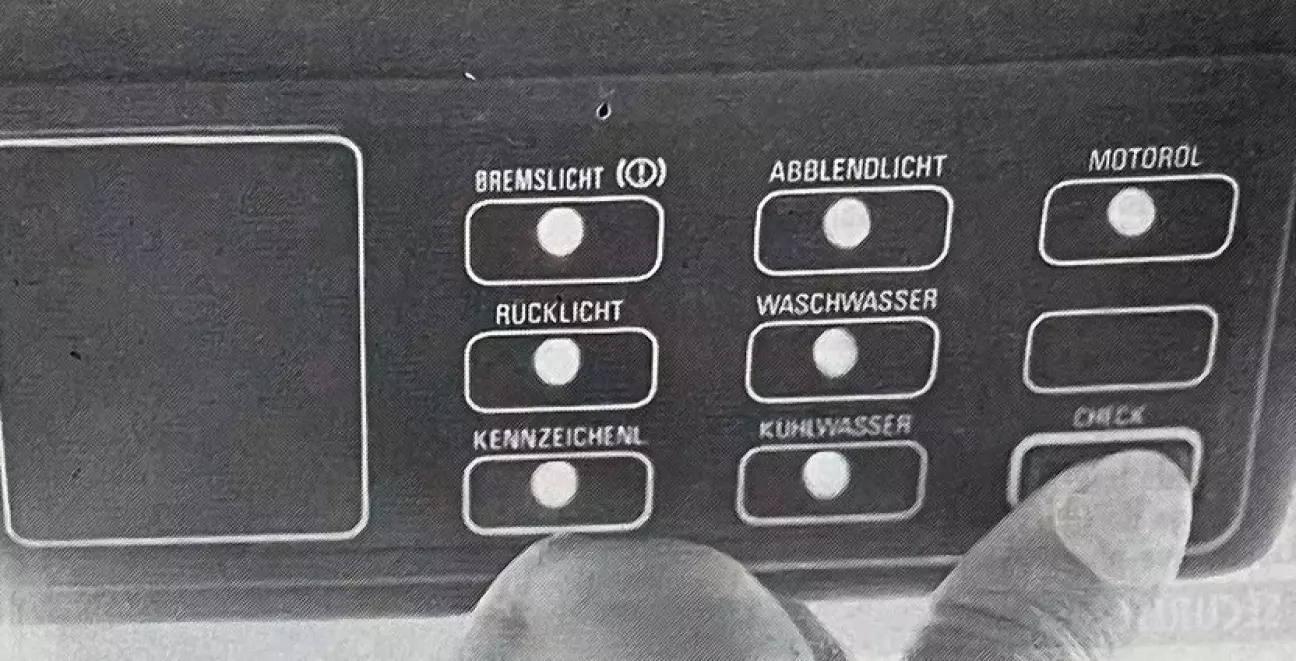 BREMSLICHT (!)
ABBLENDLICHT
MOTORÖL
RÜCKLICHT
WASCHWASSER
KENNZEICHENL
KÜHLWASSER
CHECK